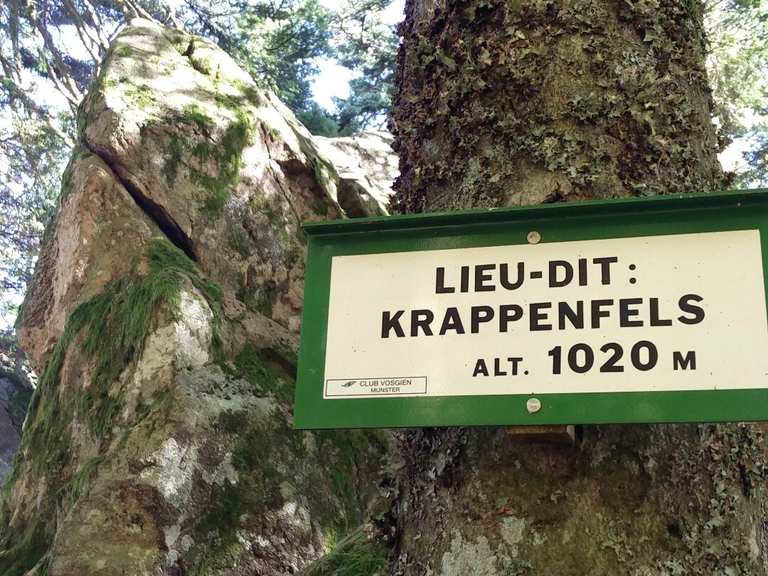 LIEU-DIT:
KRAPPENFELS
ALT. 1020 M
CLUB VOSGIEN
MUNSTER